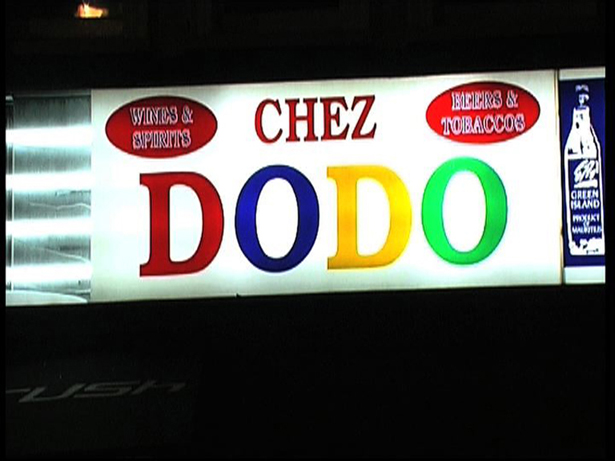 WINES &
SPIRITS
CHEZ
BEERS &
TOBACCOS
DODO
GREEN
ISLAND
PRODUCT
OF
MAURITIUS